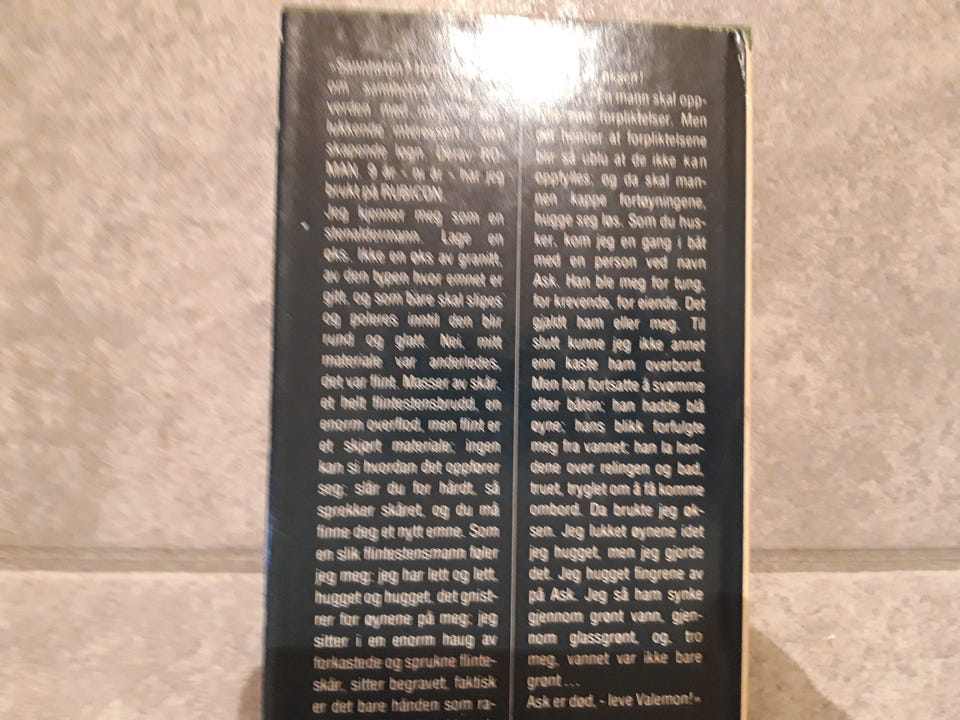 om
verden med
lokkende
skapende løgn. Derav RO-
MAN. 9 år - ni år - har jeg
brukt på RUBICON.
Jeg kjenner meg som en
steinaldermann. Lage en
øks. Ikke en øks av granitt,
av den typen hvor emnet er
gitt, og som bare skal slipes
og poleres inntil den blir
rund og glatt. Nei, mitt
materiale var anderledes,
det var flint. Masser av skår,
et helt flintestensbrudd, en
enorm overflod, men flint er
et skjørt materiale; ingen
kan si hvordan det oppfører
seg; slår du for hårdt, så
sprekker skåret, og du må
finne deg et nytt emne. Som
en slik flintestensmann føler
jeg meg; jeg har lett og lett,
hugget og hugget, det gnist-
rer for øynene på meg; jeg
sitter i en enorm haug av
forkastede og sprukne flinte-
skår, sitter begravet, faktisk
er det bare hånden som ra-
øksen!
En mann skal opp-
sine forpliktelser. Men
det hender at forpliktelsene
blir så ublu at de ikke kan
oppfylles, og da skal man-
nen kappe fortøyningene,
hugge seg løs. Som du hus-
ker, kom jeg en gang i båt
med en person ved navn
Ask. Han ble meg for tung,
for krevende, for eiende. Det
gjaldt ham eller meg. Til
slutt kunne jeg ikke annet
enn kaste ham overbord.
Men han fortsatte å svømme
efter båten; han hadde blå
øyne; hans blikk forfulgte
meg fra vannet; han la hen-
dene over relingen og bad,
truet, tryglet om å få komme
ombord. Da brukte jeg øk-
sen. Jeg lukket øynene idet
jeg hugget, men jeg gjorde
det. Jeg hugget fingrene av
på Ask. Jeg så ham synke
gjennom grønt vann, gjen-
nom glassgrønt, og, tro
meg, vannet var ikke bare
grønt ...
Ask er død, - leve Valemon!»